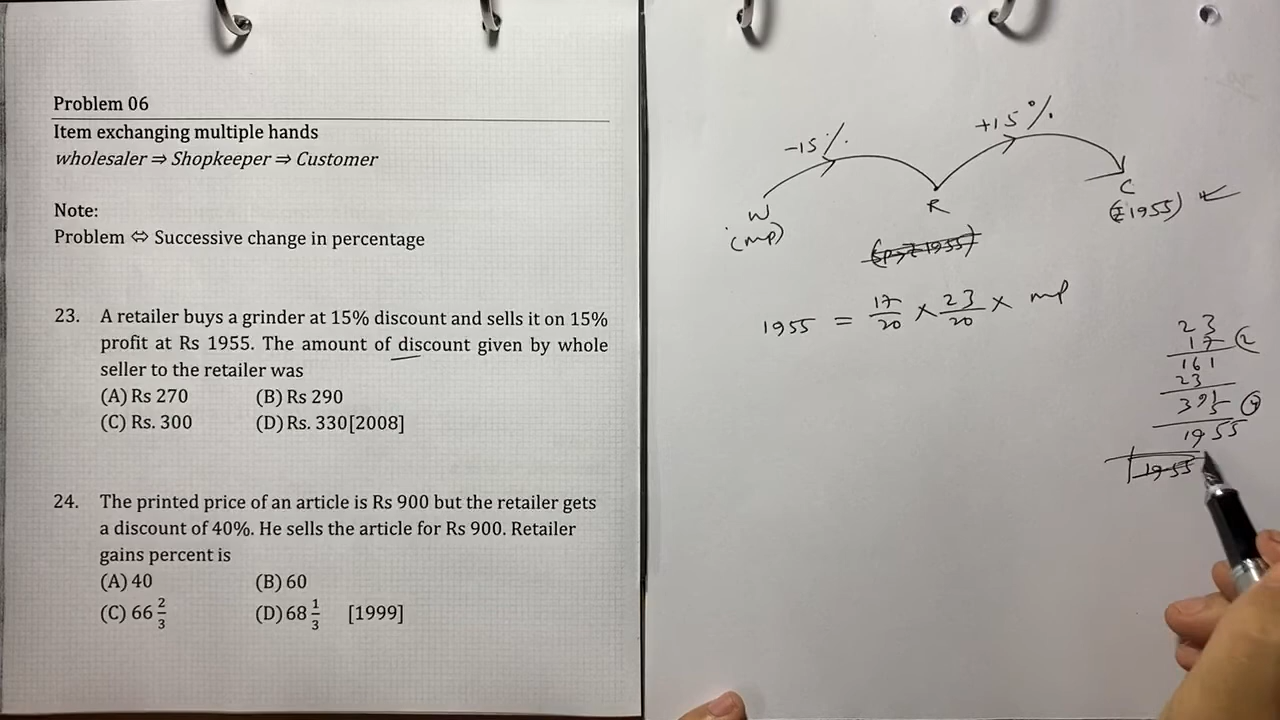 Problem 06
Item exchanging multiple hands
wholesaler ⇒ Shopkeeper ⇒ Customer
Note:
Problem ⇔ Successive change in percentage
23. A retailer buys a grinder at 15% discount and sells it on 15%
profit at Rs 1955. The amount of discount given by whole
seller to the retailer was
(A) Rs 270 (B) Rs 290
(C) Rs. 300 (D) Rs. 330[2008]
24. The printed price of an article is Rs 900 but the retailer gets
a discount of 40%. He sells the article for Rs 900. Retailer
gains percent is
(A) 40 (B) 60
(C) 66 2/3 (D) 68 1/3 [1999]
-15% +15%
W R C
(mp) (₹1955)
1955 = 17/20 × 23/20 × mp
23
17
161
23
1955